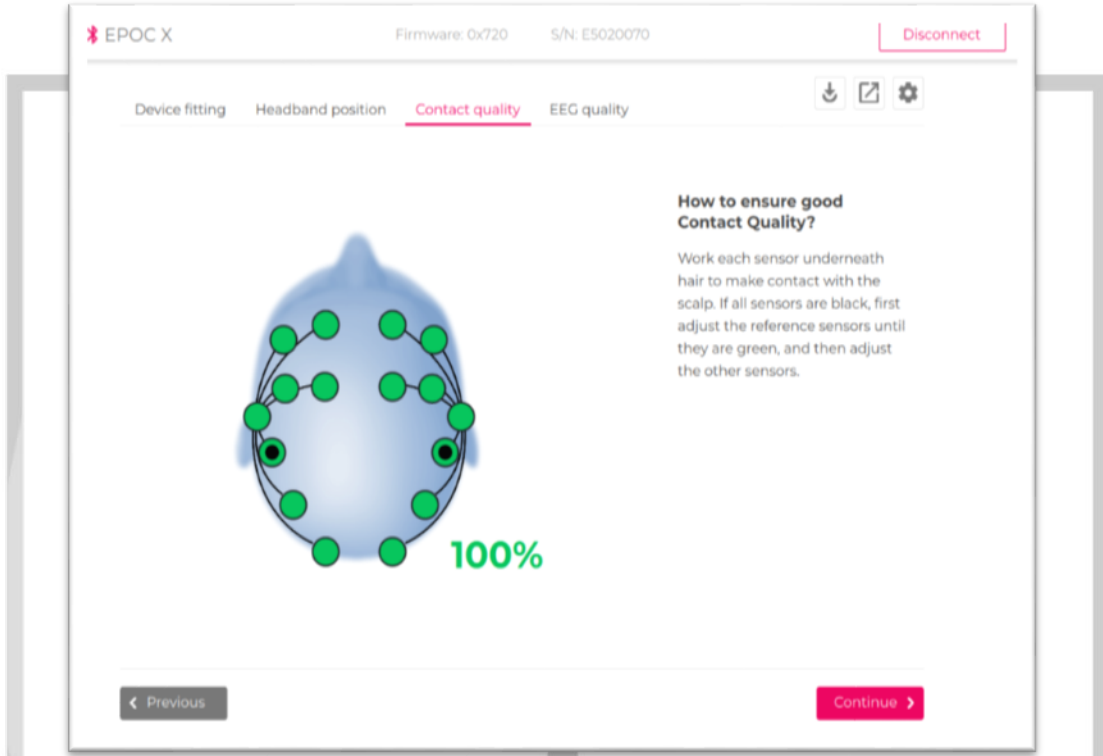 EPOC X
Firmware: 0x720
S/N: E5020070
Disconnect
Device fitting
Headband position
Contact quality
EEG quality
How to ensure good
Contact Quality?
Work each sensor underneath
hair to make contact with the
scalp. If all sensors are black, first
adjust the reference sensors until
they are green, and then adjust
the other sensors.
100%
Previous
Continue